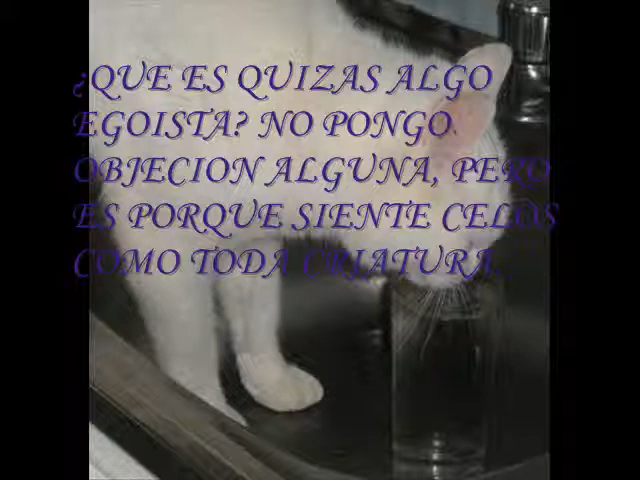 ¿QUE ES QUIZAS ALGO
EGOISTA? NO PONGO
OBJECION ALGUNA, PERO
ES PORQUE SIENTE CELOS
COMO TODA CRIATURA.